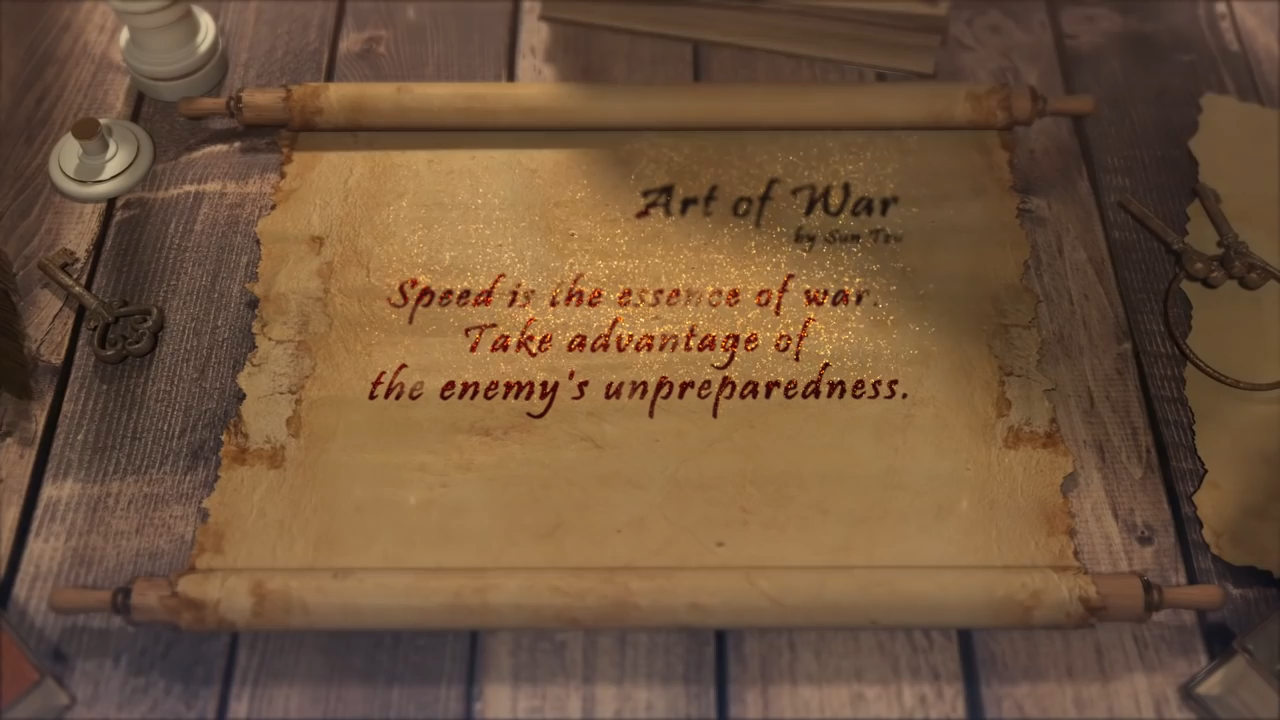 Art of War
by Sun Tzu
Speed is the essence of war.
Take advantage of
the enemy's unpreparedness.